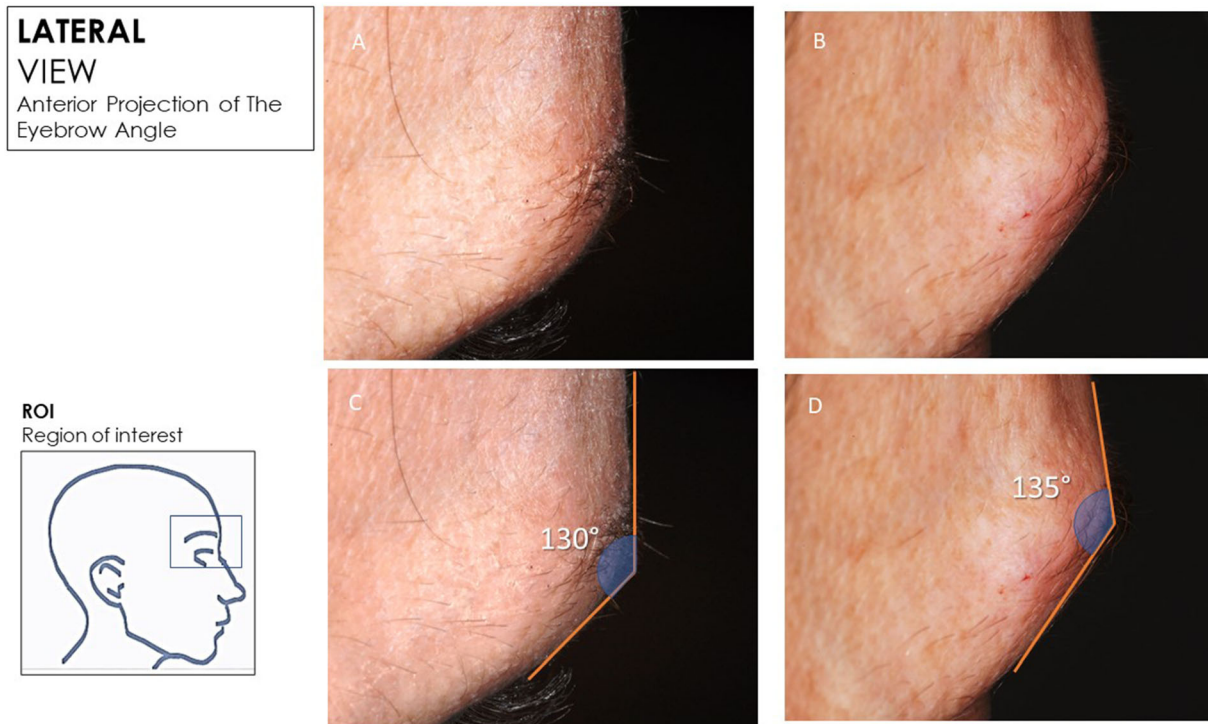 LATERAL
VIEW
Anterior Projection of The
Eyebrow Angle
A
B
ROI
Region of interest
C
130°
D
135°